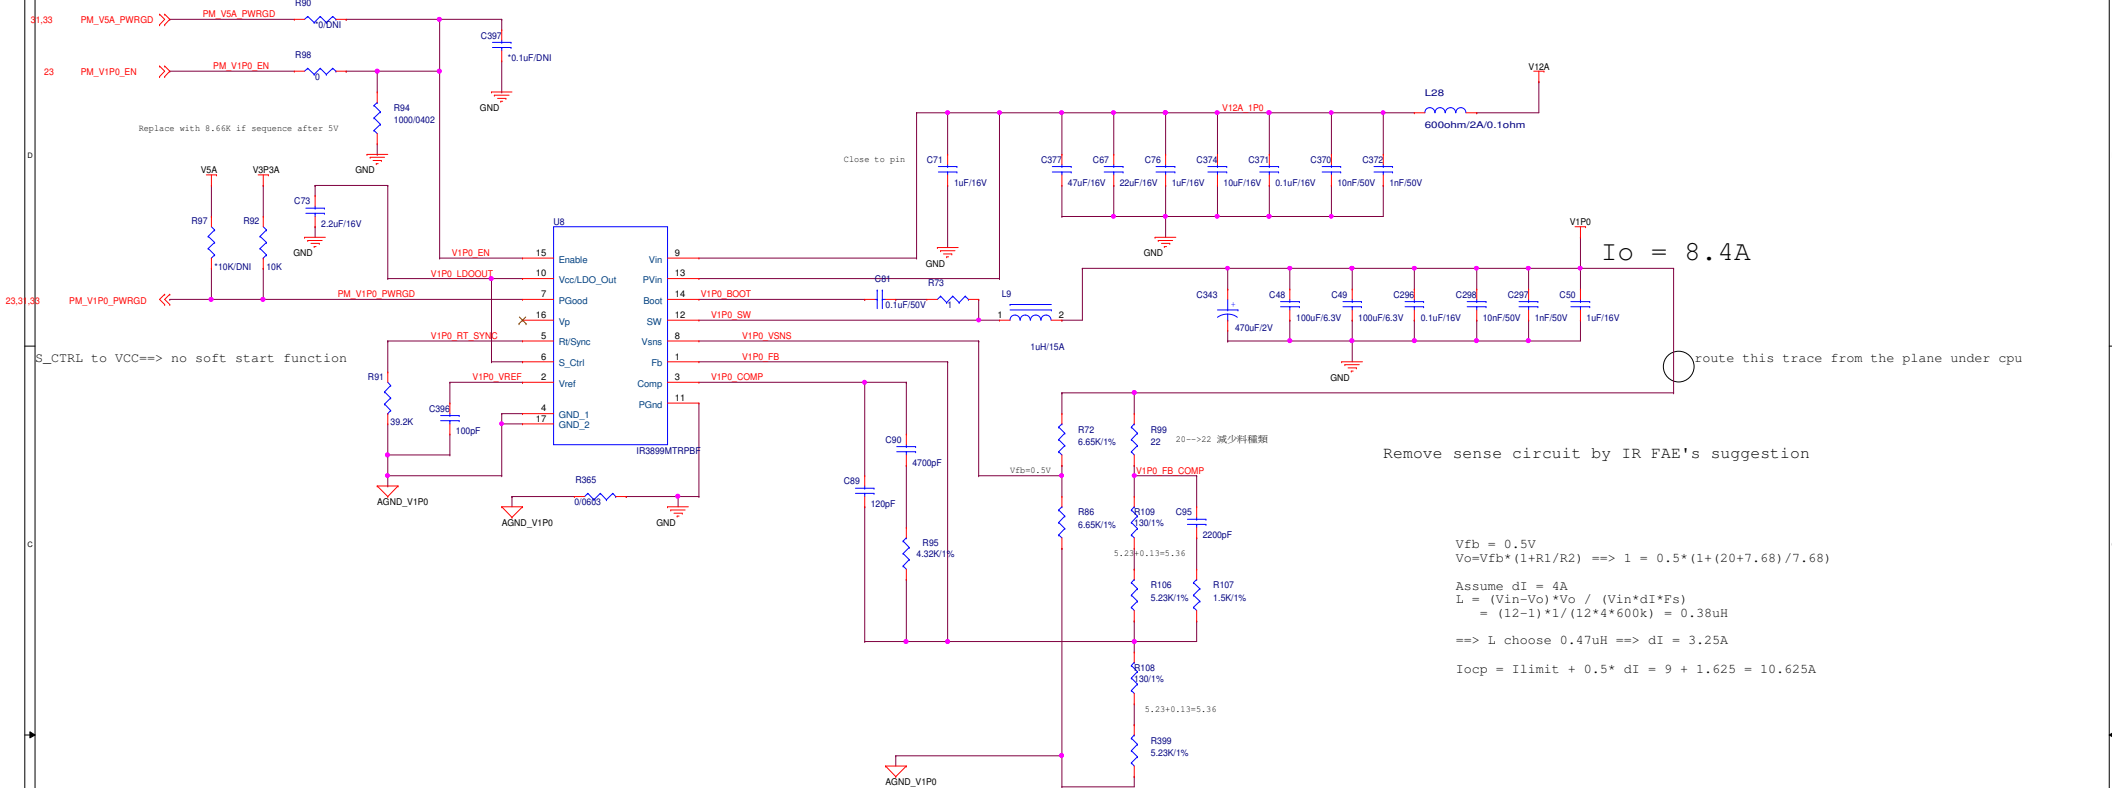 R90
31,33 PM_V5A_PWRGD PM_V5A_PWRGD 0/DNI
C397
*0.1uF/DNI
R98
23 PM_V1P0_EN PM_V1P0_EN 0
GND
R94
1000/0402
Replace with 8.66K if sequence after 5V
GND
D
V5A V3P3A
C73
2.2uF/16V
GND
R97 R92
*10K/DNI 10K
V12A
L28
600ohm/2A/0.1ohm
V12A_1P0
Close to pin
C71
1uF/16V
C377 C67 C76 C374 C371 C370 C372
47uF/16V 22uF/16V 1uF/16V 10uF/16V 0.1uF/16V 10nF/50V 1nF/50V
GND
GND
V1P0
Io = 8.4A
U8
V1P0_EN 15 Enable Vin 9
V1P0_LDOOUT 10 Vcc/LDO_Out PVin 13
23,31,33 PM_V1P0_PWRGD PM_V1P0_PWRGD 7 PGood Boot 14 V1P0_BOOT
16 Vp SW 12 V1P0_SW
V1P0_RT_SYNC 5 Rt/Sync Vsns 8 V1P0_VSNS
6 S_Ctrl Fb 1 V1P0_FB
V1P0_VREF 2 Vref Comp 3 V1P0_COMP
PGnd 11
4 GND_1
17 GND_2
IR3899MTRPBF
C81
0.1uF/50V
R73
1
L9
1 2
1uH/15A
C343 C48 C49 C296 C298 C297 C50
470uF/2V 100uF/6.3V 100uF/6.3V 0.1uF/16V 10nF/50V 1nF/50V 1uF/16V
+
GND
S_CTRL to VCC==> no soft start function
route this trace from the plane under cpu
R91
39.2K
C396
100pF
AGND_V1P0
R365
0/0603
AGND_V1P0
GND
C90
4700pF
C89
120pF
R95
4.32K/1%
R72
6.65K/1%
R99
22
20-->22 減少料種類
Vfb=0.5V
V1P0_FB_COMP
R86
6.65K/1%
R109
130/1%
C95
2200pF
5.23+0.13=5.36
R106
5.23K/1%
R107
1.5K/1%
R108
130/1%
5.23+0.13=5.36
R399
5.23K/1%
AGND_V1P0
C
Remove sense circuit by IR FAE's suggestion
Vfb = 0.5V
Vo=Vfb*(1+R1/R2) ==> 1 = 0.5*(1+(20+7.68)/7.68)
Assume dI = 4A
L = (Vin-Vo)*Vo / (Vin*dI*Fs)
= (12-1)*1/(12*4*600k) = 0.38uH
==> L choose 0.47uH ==> dI = 3.25A
Iocp = Ilimit + 0.5* dI = 9 + 1.625 = 10.625A